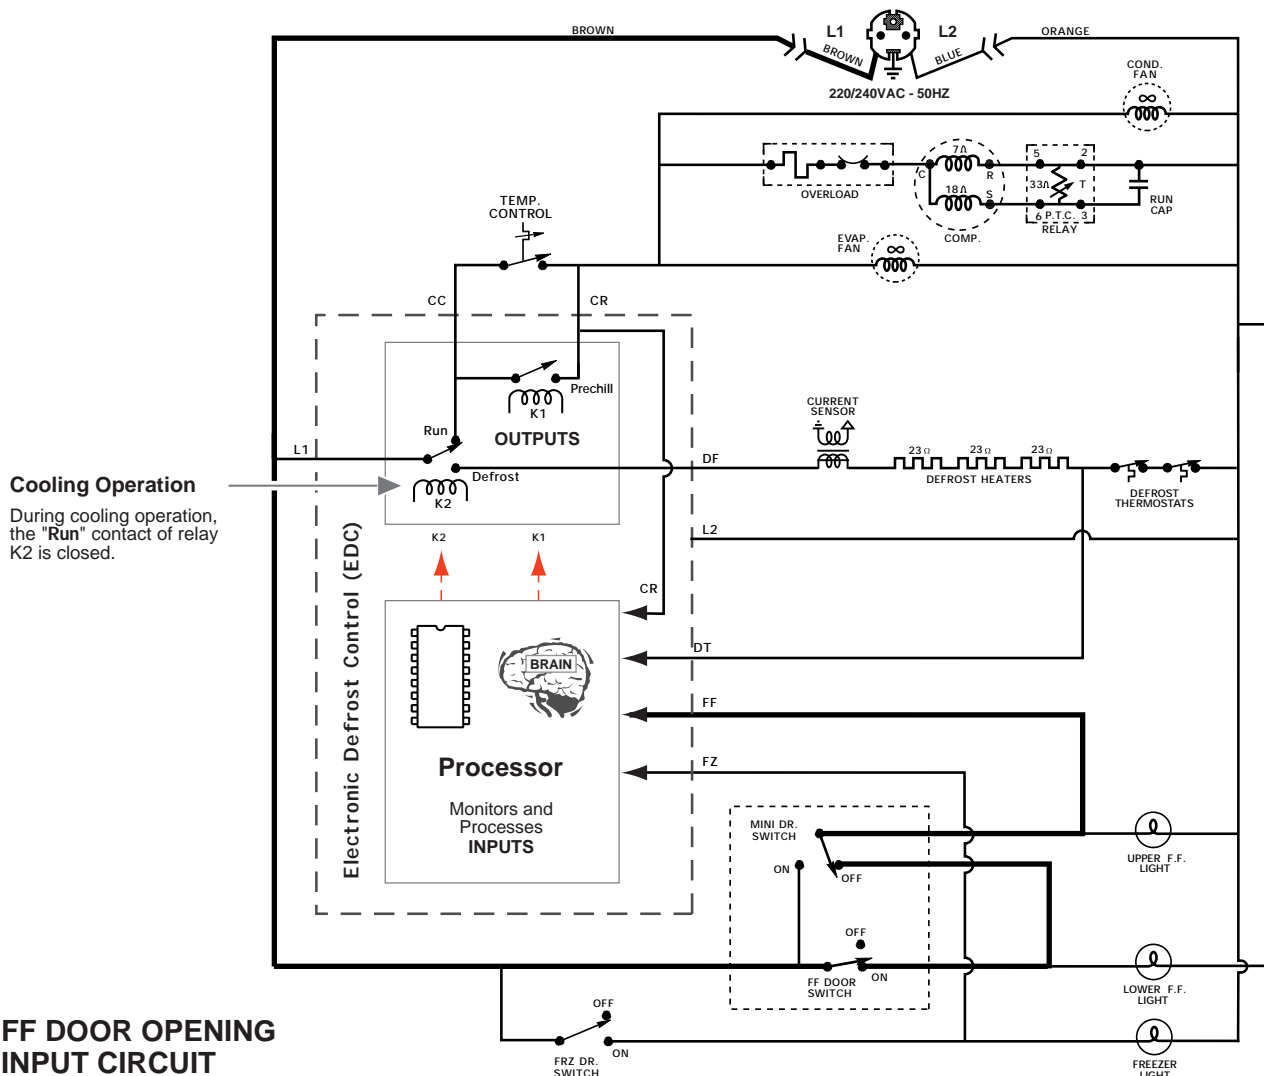 BROWN
L1
L2
ORANGE
BROWN
BLUE
220/240VAC - 50HZ
COND.
FAN
7Ω
5
2
C
R
33Ω
T
18Ω
S
RUN
CAP
OVERLOAD
6 P.T.C. 3
RELAY
COMP.
TEMP.
CONTROL
EVAP.
FAN
CC
CR
Prechill
K1
OUTPUTS
Run
L1
Defrost
K2
CURRENT
SENSOR
DF
23Ω
23Ω
23Ω
DEFROST HEATERS
DEFROST
THERMOSTATS
Cooling Operation
During cooling operation,
the "Run" contact of relay
K2 is closed.
L2
K2
K1
Electronic Defrost Control (EDC)
CR
BRAIN
DT
FF
Processor
FZ
Monitors and
Processes
INPUTS
MINI DR.
SWITCH
ON
OFF
UPPER F.F.
LIGHT
OFF
FF DOOR
SWITCH
ON
LOWER F.F.
LIGHT
FF DOOR OPENING
INPUT CIRCUIT
OFF
ON
FRZ DR.
SWITCH
FREEZER
LIGHT